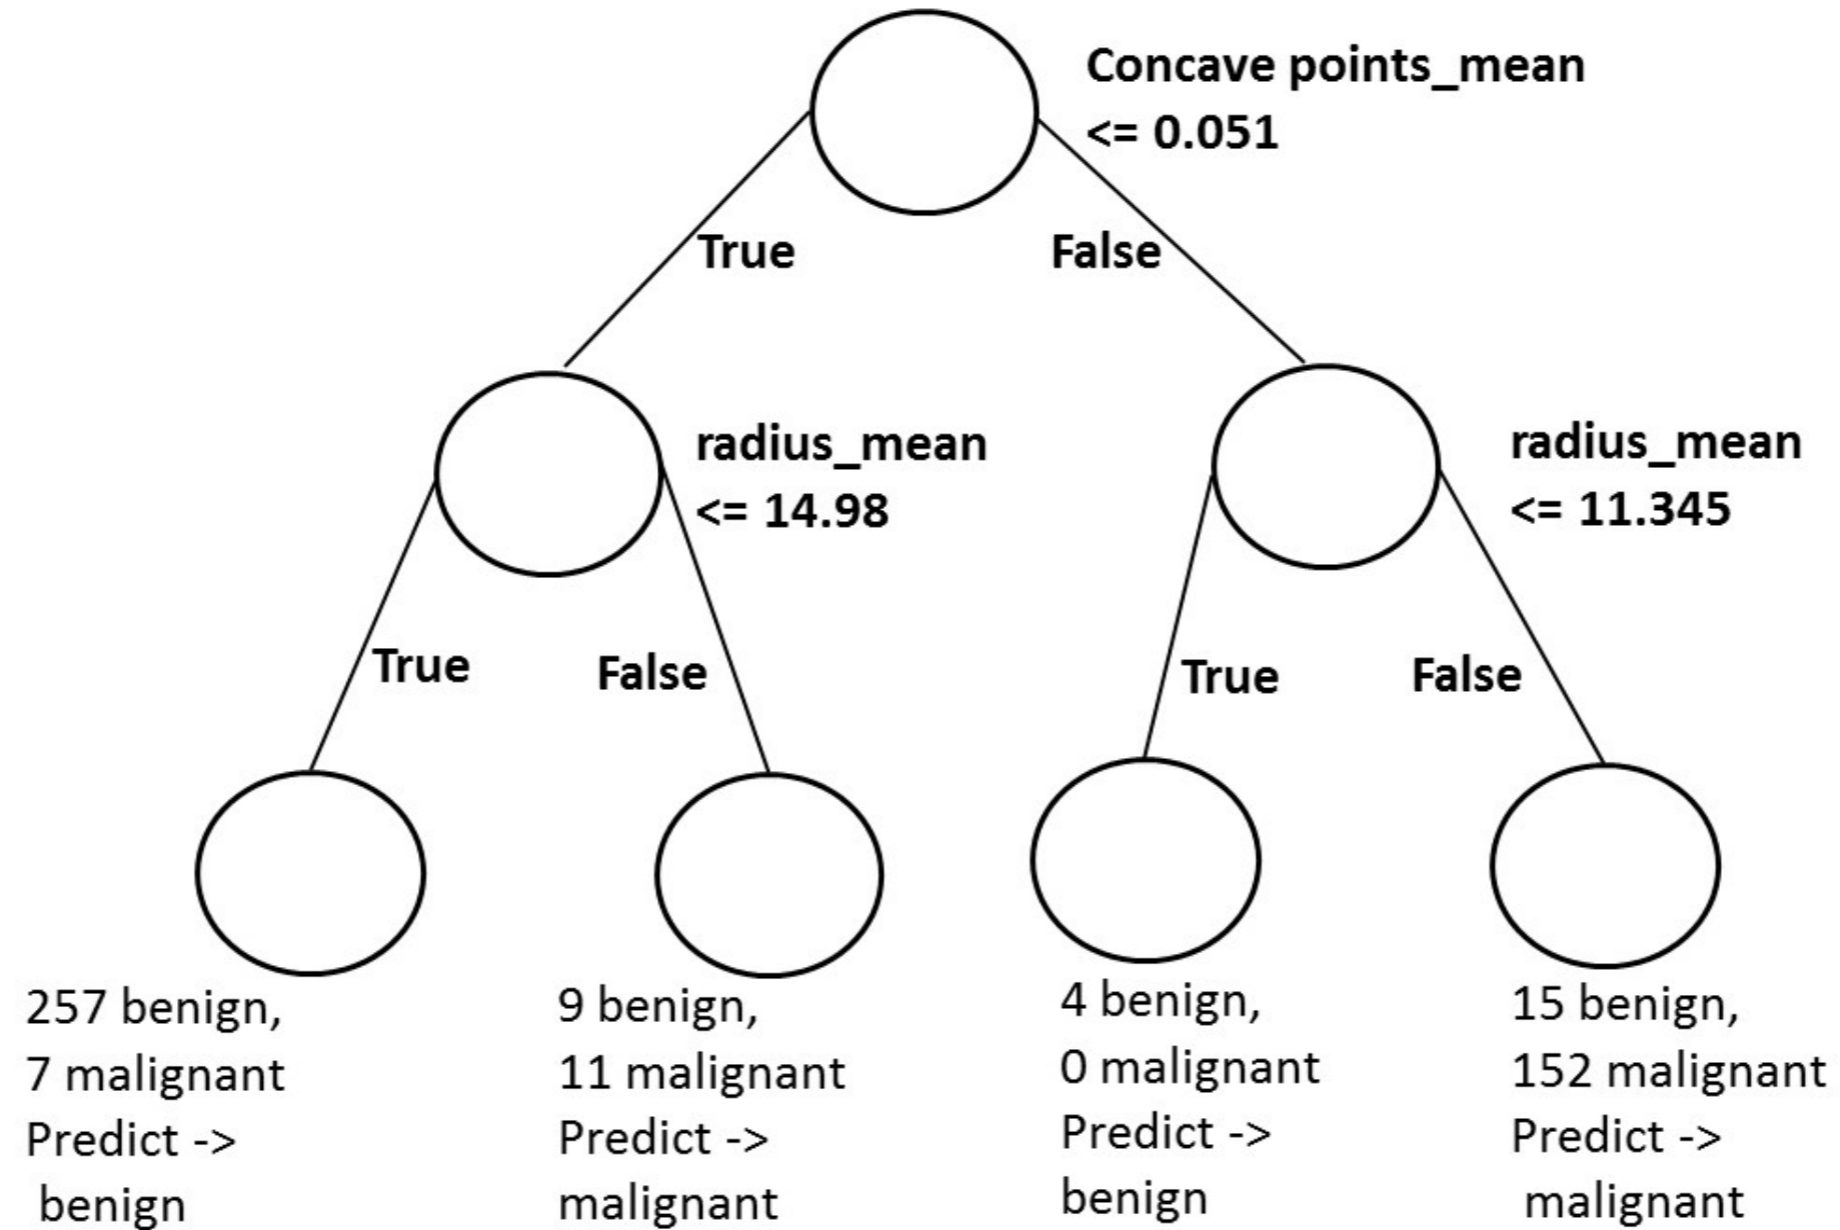 Concave points_mean
<= 0.051
True
False
radius_mean
<= 14.98
radius_mean
<= 11.345
True
False
True
False
257 benign,
7 malignant
Predict ->
benign
9 benign,
11 malignant
Predict ->
malignant
4 benign,
0 malignant
Predict ->
benign
15 benign,
152 malignant
Predict ->
malignant